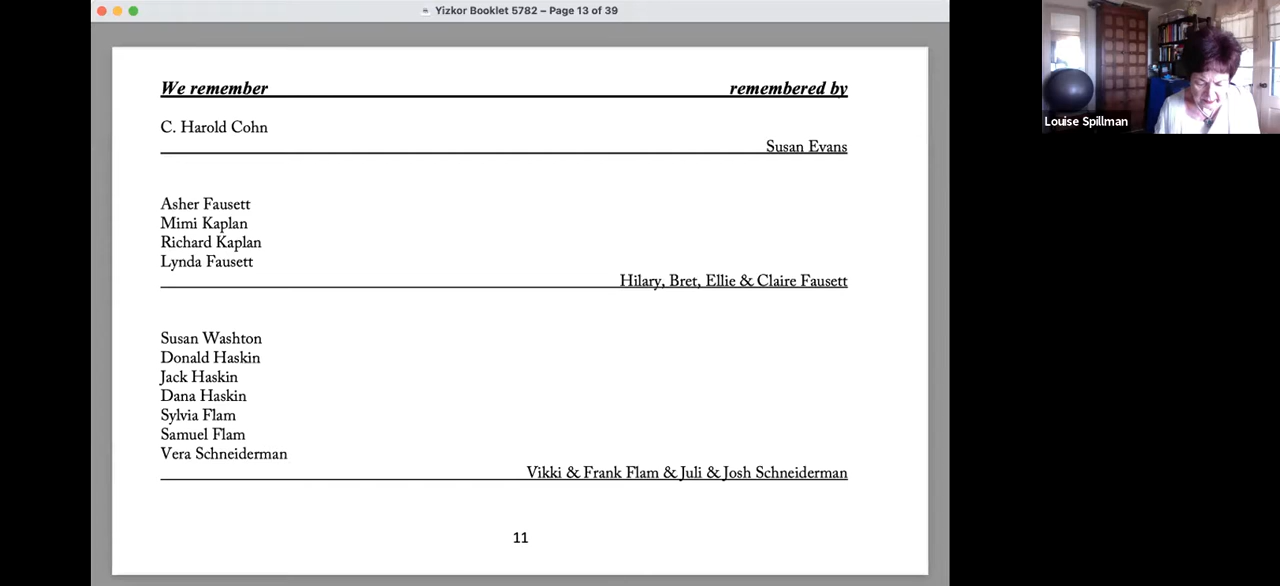 Yizkor Booklet 5782 – Page 13 of 39
We remember remembered by
C. Harold Cohn
Susan Evans
Asher Fausett
Mimi Kaplan
Richard Kaplan
Lynda Fausett
Hilary, Bret, Ellie & Claire Fausett
Susan Washton
Donald Haskin
Jack Haskin
Dana Haskin
Sylvia Flam
Samuel Flam
Vera Schneiderman
Vikki & Frank Flam & Juli & Josh Schneiderman
11
Louise Spillman